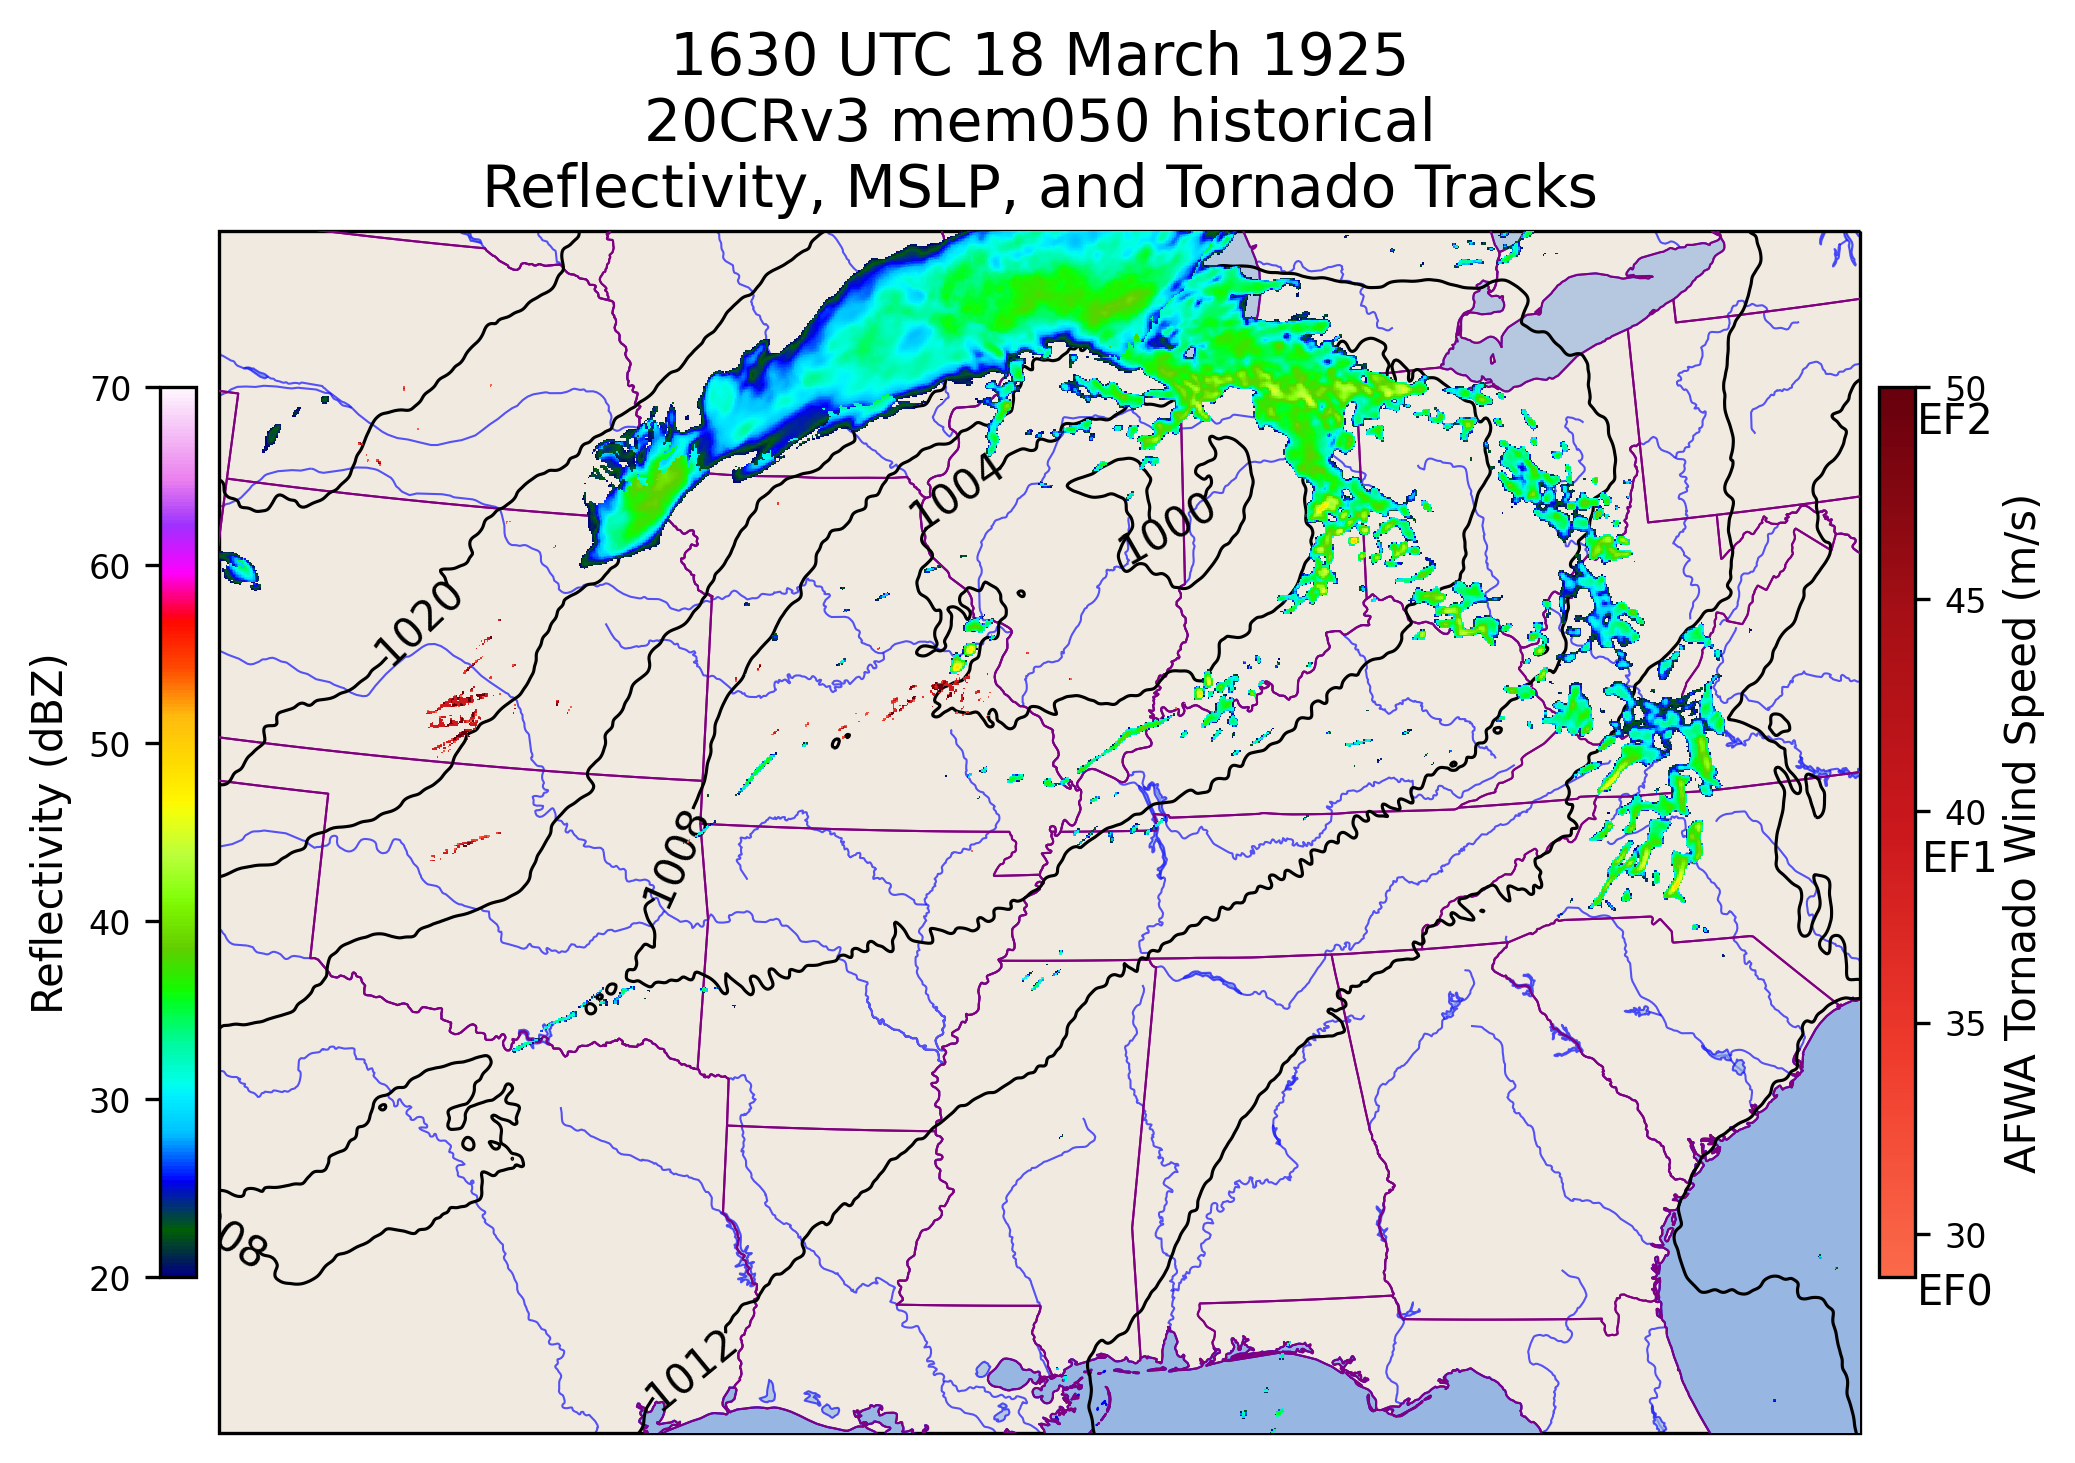 1630 UTC 18 March 1925
20CRv3 mem050 historical
Reflectivity, MSLP, and Tornado Tracks
Reflectivity (dBZ)
70
60
50
40
30
20
1004
1000
1020
1008
08
1012
50
EF2
45
40
EF1
35
30
EF0
AFWA Tornado Wind Speed (m/s)